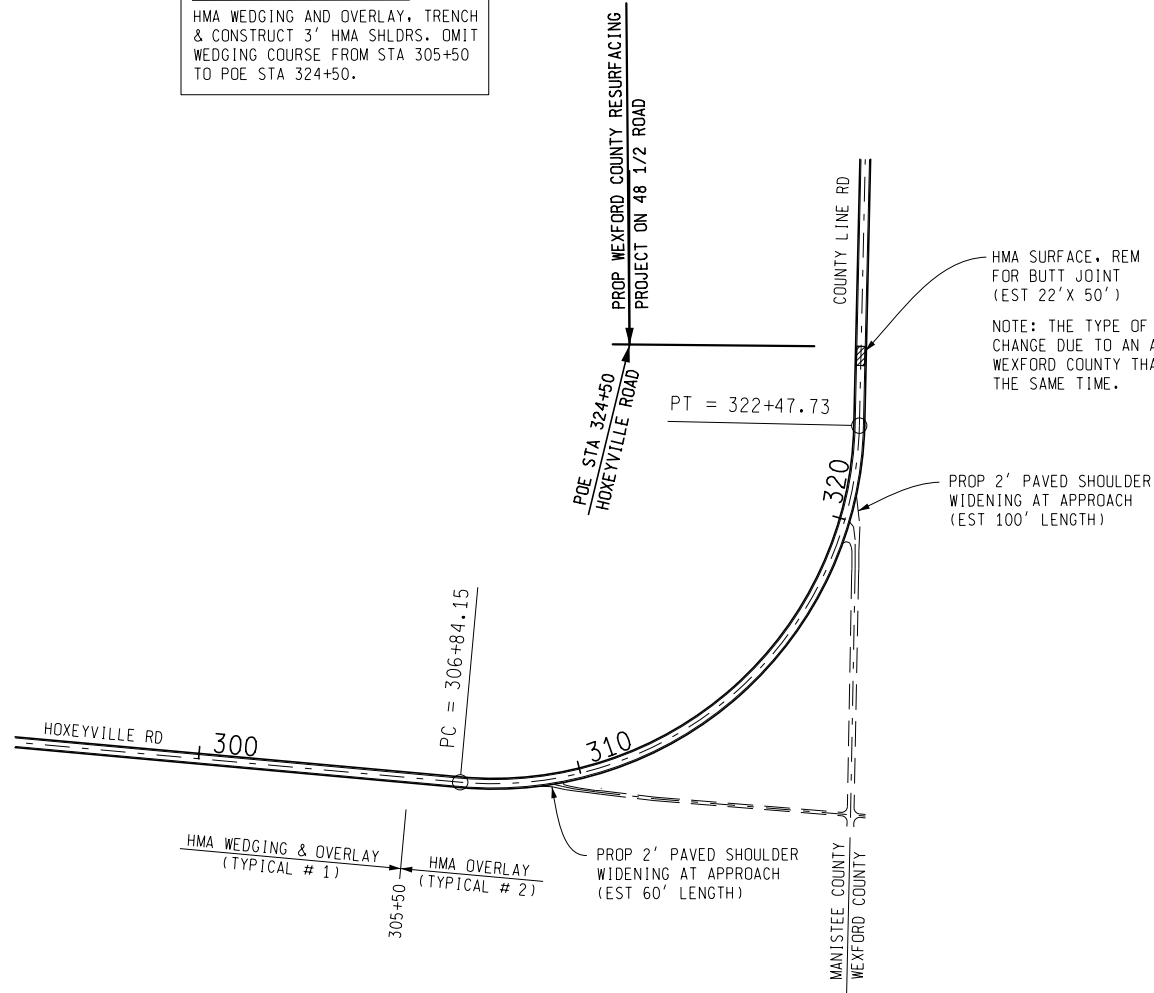 HMA WEDGING AND OVERLAY, TRENCH
& CONSTRUCT 3' HMA SHLDRS. OMIT
WEDGING COURSE FROM STA 305+50
TO POE STA 324+50.
PROP WEXFORD COUNTY RESURFACING
PROJECT ON 48 1/2 ROAD
COUNTY LINE RD
HMA SURFACE, REM
FOR BUTT JOINT
(EST 22'X 50')
NOTE: THE TYPE OF
CHANGE DUE TO AN A
WEXFORD COUNTY THA
THE SAME TIME.
POE STA 324+50
HOXEYVILLE ROAD
PT = 322+47.73
320
PROP 2' PAVED SHOULDER
WIDENING AT APPROACH
(EST 100' LENGTH)
PC = 306+84.15
HOXEYVILLE RD
300
310
HMA WEDGING & OVERLAY
(TYPICAL # 1)
HMA OVERLAY
(TYPICAL # 2)
305+50
PROP 2' PAVED SHOULDER
WIDENING AT APPROACH
(EST 60' LENGTH)
MANISTEE COUNTY
WEXFORD COUNTY